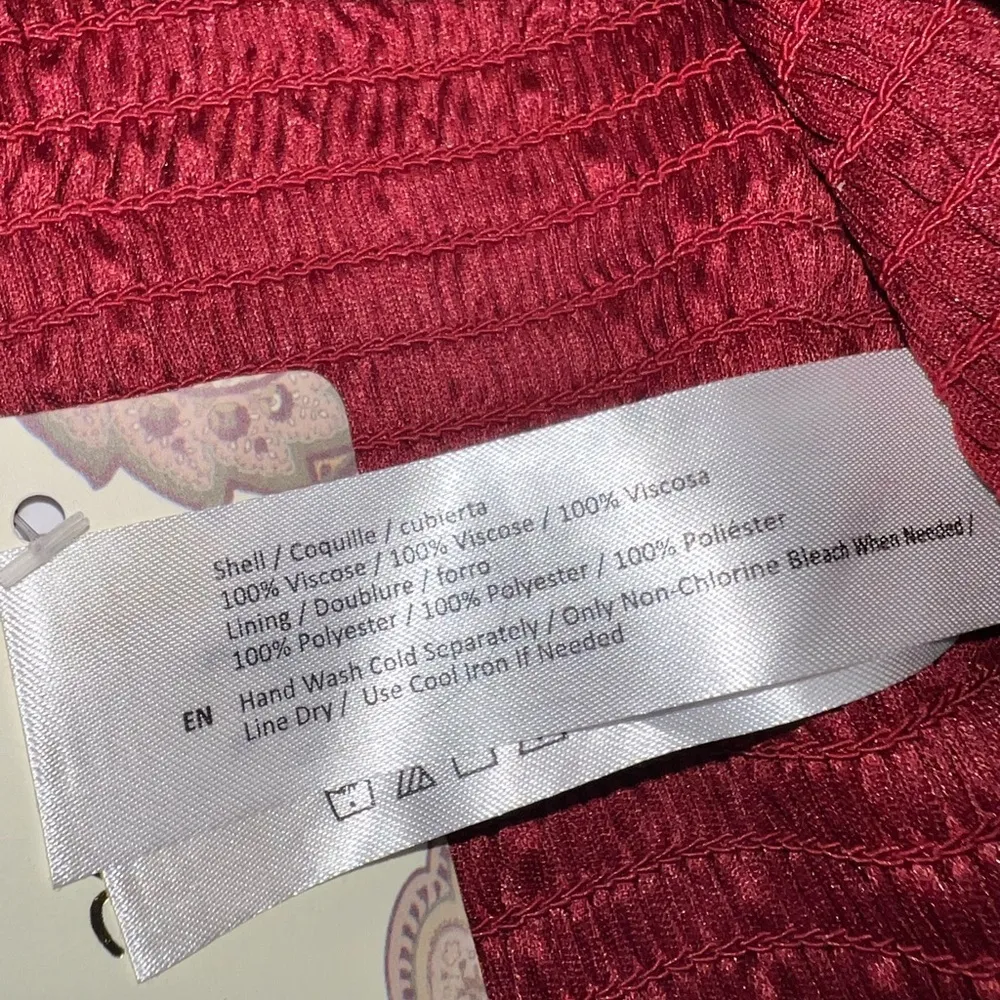 Shell / Coquille / cubierta
100% Viscose / 100% Viscose / 100% Viscosa
Lining / Doublure / forro
100% Polyester / 100% Polyester / 100% Poliéster
Hand Wash Cold Separately / Only Non-Chlorine Bleach When Needed /
EN Line Dry / Use Cool Iron If Needed